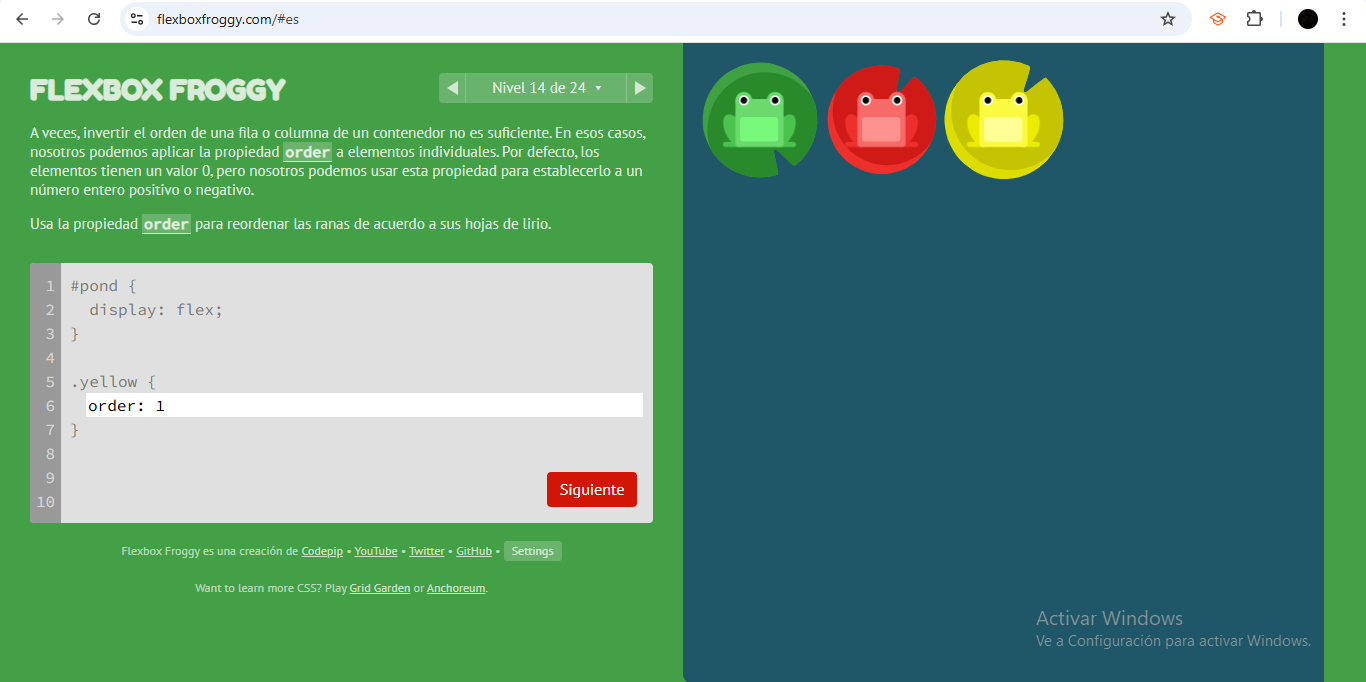 flexboxfroggy.com/#es
FLEXBOX FROGGY
Nivel 14 de 24
A veces, invertir el orden de una fila o columna de un contenedor no es suficiente. En esos casos,
nosotros podemos aplicar la propiedad order a elementos individuales. Por defecto, los
elementos tienen un valor 0, pero nosotros podemos usar esta propiedad para establecerlo a un
número entero positivo o negativo.
Usa la propiedad order para reordenar las ranas de acuerdo a sus hojas de lirio.
1 #pond {
2 display: flex;
3 }
4
5 .yellow {
6 order: 1
7 }
8
9
10
Siguiente
Flexbox Froggy es una creación de Codepip • YouTube • Twitter • GitHub • Settings
Want to learn more CSS? Play Grid Garden or Anchoreum.
Activar Windows
Ve a Configuración para activar Windows.